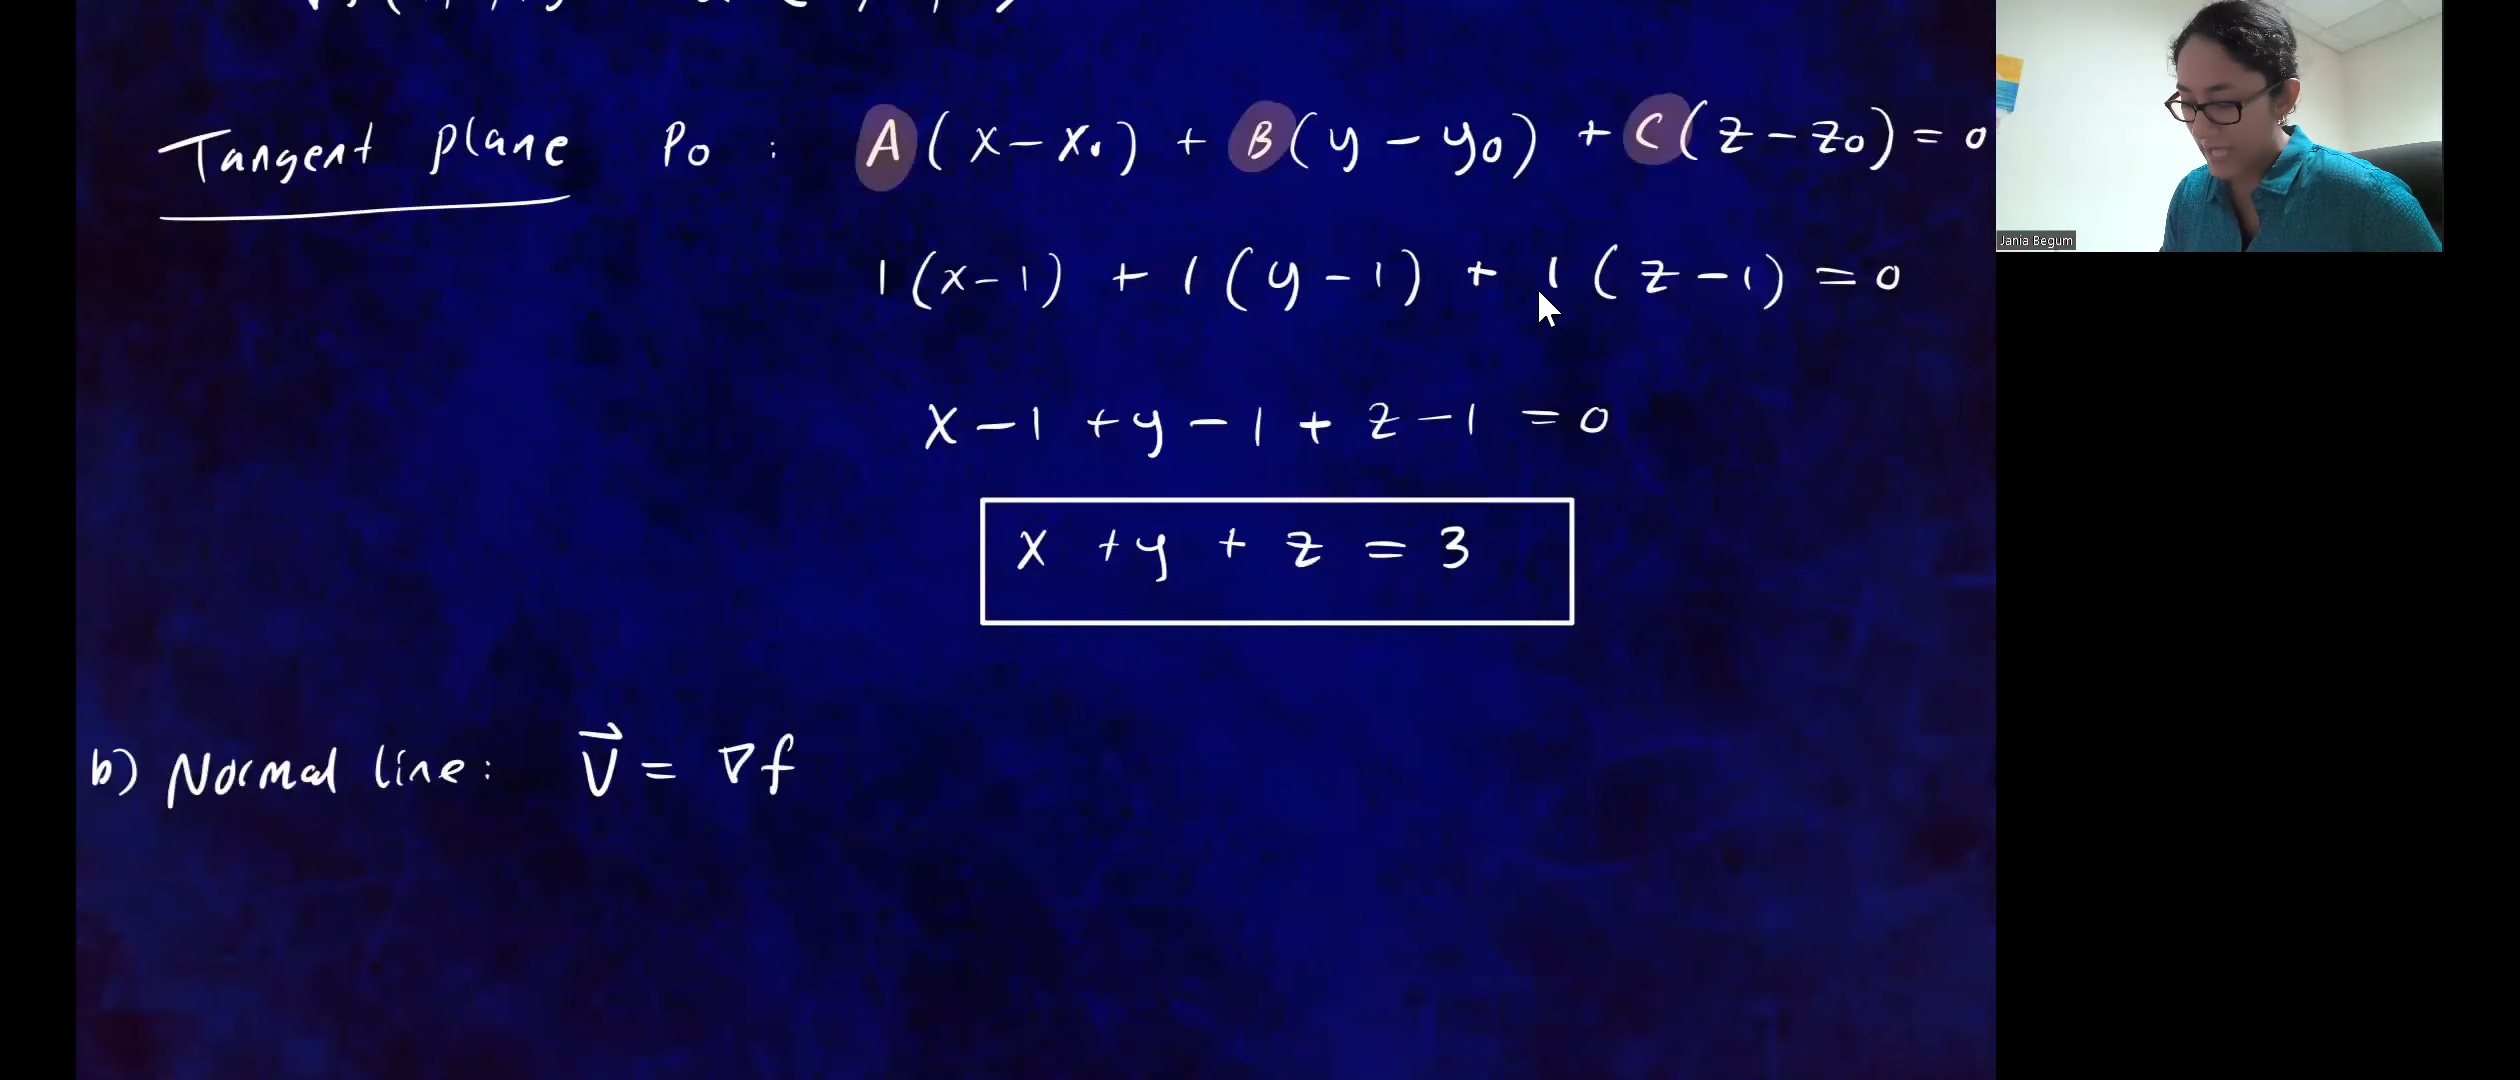 Tangent plane P0 : A(x-x0) + B(y-y0) + C(z-z0) = 0
Jania Begum
1(x-1) + 1(y-1) + 1(z-1) = 0
x-1 +y-1 + z-1 = 0
x +y + z = 3
b) Normal line: v⃗ = ∇f